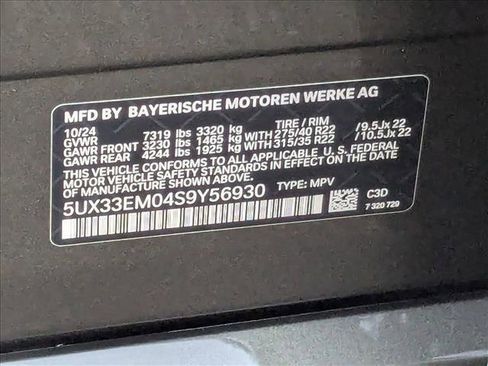 MFD BY BAYERISCHE MOTOREN WERKE AG
10/24 TIRE / RIM
GVWR 7319 lbs 3320 kg
GAWR FRONT 3230 lbs 1465 kg WITH 275/40 R22 /9.5Jx 22
GAWR REAR 4244 lbs 1925 kg WITH 315/35 R22 /10.5Jx 22
THIS VEHICLE CONFORMS TO ALL APPLICABLE U.S. FEDERAL
MOTOR VEHICLE SAFETY STANDARDS IN EFFECT ON THE DATE OF
MANUFACTURE SHOWN ABOVE.
5UX33EM04S9Y56930 TYPE: MPV
C3D
7 320 729